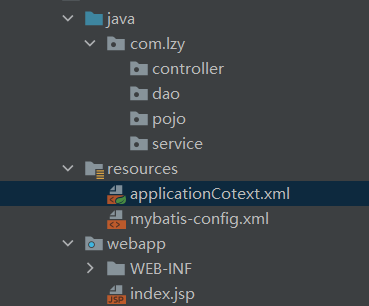 java
com.lzy
controller
dao
pojo
service
resources
applicationCotext.xml
mybatis-config.xml
webapp
WEB-INF
index.jsp